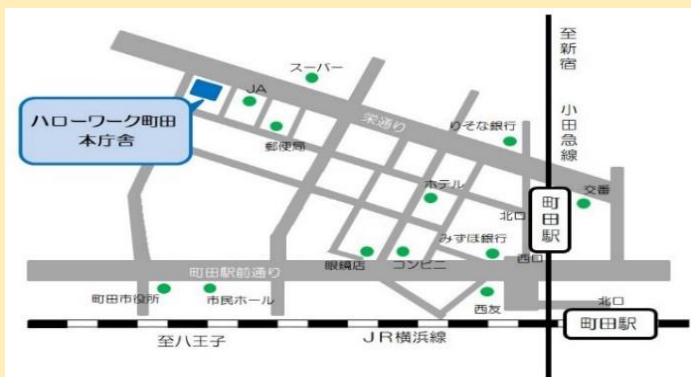 至新宿
小田急線
スーパー
JA
ハローワーク町田
本庁舎
郵便局
栄通り
りそな銀行
ホテル
北口
町田駅
交番
みずほ銀行
西口
眼鏡店
コンビニ
町田駅前通り
町田市役所
市民ホール
西友
北口
町田駅
至八王子
JR横浜線